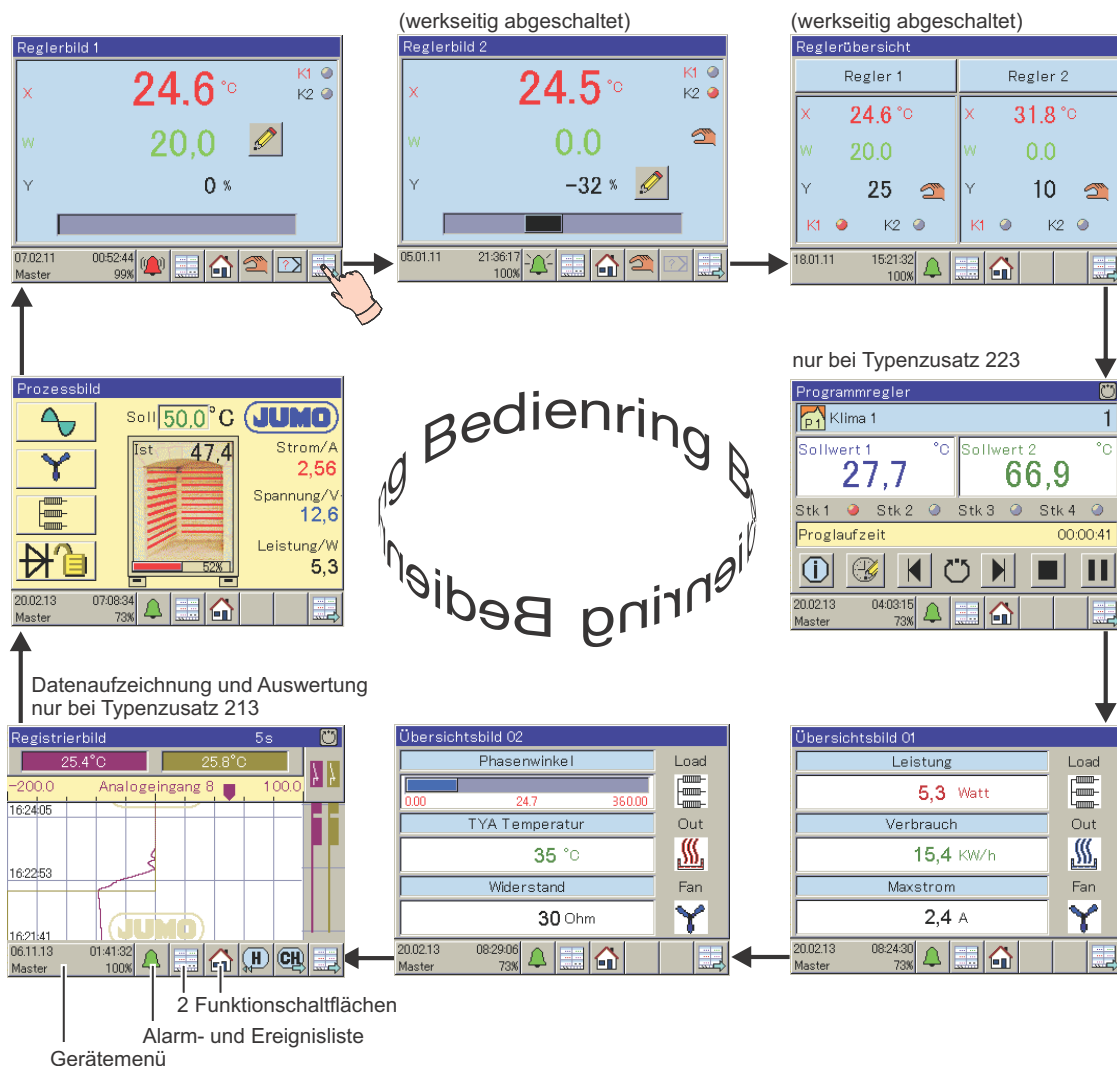 (werkseitig abgeschaltet)
(werkseitig abgeschaltet)
Reglerbild 1
X 24.6 °C K1
K2
W 20,0
Y 0 %
07.02.11 00:52:44
Master 99%
Reglerbild 2
X 24.5 °C K1
K2
W 0.0
Y -32 %
05.01.11 21:36:17
100%
Reglerübersicht
Regler 1 Regler 2
X 24.6 °C X 31.8 °C
W 20.0 W 0.0
Y 25 Y 10
K1 K2 K1 K2
18.01.11 15:21:32
100%
nur bei Typenzusatz 223
Prozessbild
Soll 50.0 °C JUMO
Ist 47,4
Strom/A
2,56
Spannung/V
12,6
Leistung/W
5,3
52%
20.02.13 07:08:34
Master 73%
Bedienring Bedienring Bedienring
Programmregler
P1 Klima 1 1
Sollwert 1 °C Sollwert 2 °C
27,7 66,9
Stk 1 Stk 2 Stk 3 Stk 4
Proglaufzeit 00:00:41
20.02.13 04:03:15
Master 73%
Datenaufzeichnung und Auswertung
nur bei Typenzusatz 213
Registrierbild 5s
25.4°C 25.8°C
-200.0 Analogeingang 8 100.0
16:24:05
16:22:53
JUMO
16:21:41
06.11.13 01:41:32
Master 100% H CH
Übersichtsbild 02
Phasenwinkel Load
0.00 24.7 360.00
TYA Temperatur Out
35 °C
Widerstand Fan
30 Ohm
20.02.13 08:29:06
Master 73%
Übersichtsbild 01
Leistung Load
5,3 Watt
Verbrauch Out
15,4 KW/h
Maxstrom Fan
2,4 A
20.02.13 08:24:30
Master 73%
2 Funktionschaltflächen
Alarm- und Ereignisliste
Gerätemenü